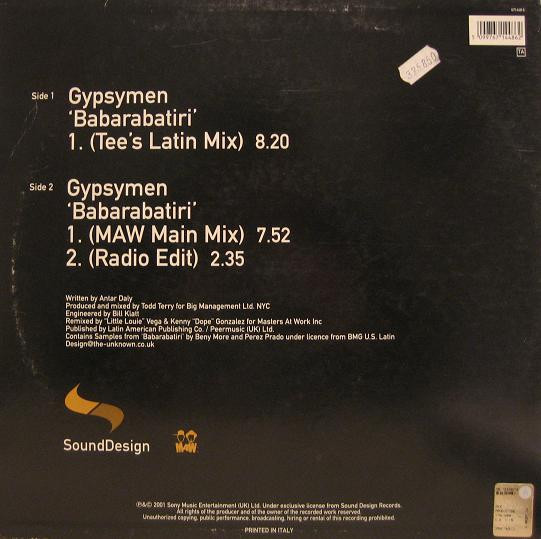 5 099767 144862
TA
325850
Side 1
Gypsymen
'Babarabatiri'
1. (Tee's Latin Mix) 8.20
Side 2
Gypsymen
'Babarabatiri'
1. (MAW Main Mix) 7.52
2. (Radio Edit) 2.35
Written by Antar Daly
Produced and mixed by Todd Terry for Big Management Ltd. NYC
Engineered by Bill Klatt
Remixed by "Little Louie" Vega & Kenny "Dope" Gonzalez for Masters At Work Inc
Published by Latin American Publishing Co. / Peermusic (UK) Ltd.
Contains Samples from "Babarabatiri" by Beny More and Perez Prado under licence from BMG U.S. Latin
Design@the-unknown.co.uk
SoundDesign
MAW
℗&© 2001 Sony Music Entertainment (UK) Ltd. Under exclusive license from Sound Design Records.
All rights of the producer and of the owner of the recorded work reserved.
Unauthorized copying, public performance, broadcasting, hiring or rental of this recording prohibited.
PRINTED IN ITALY